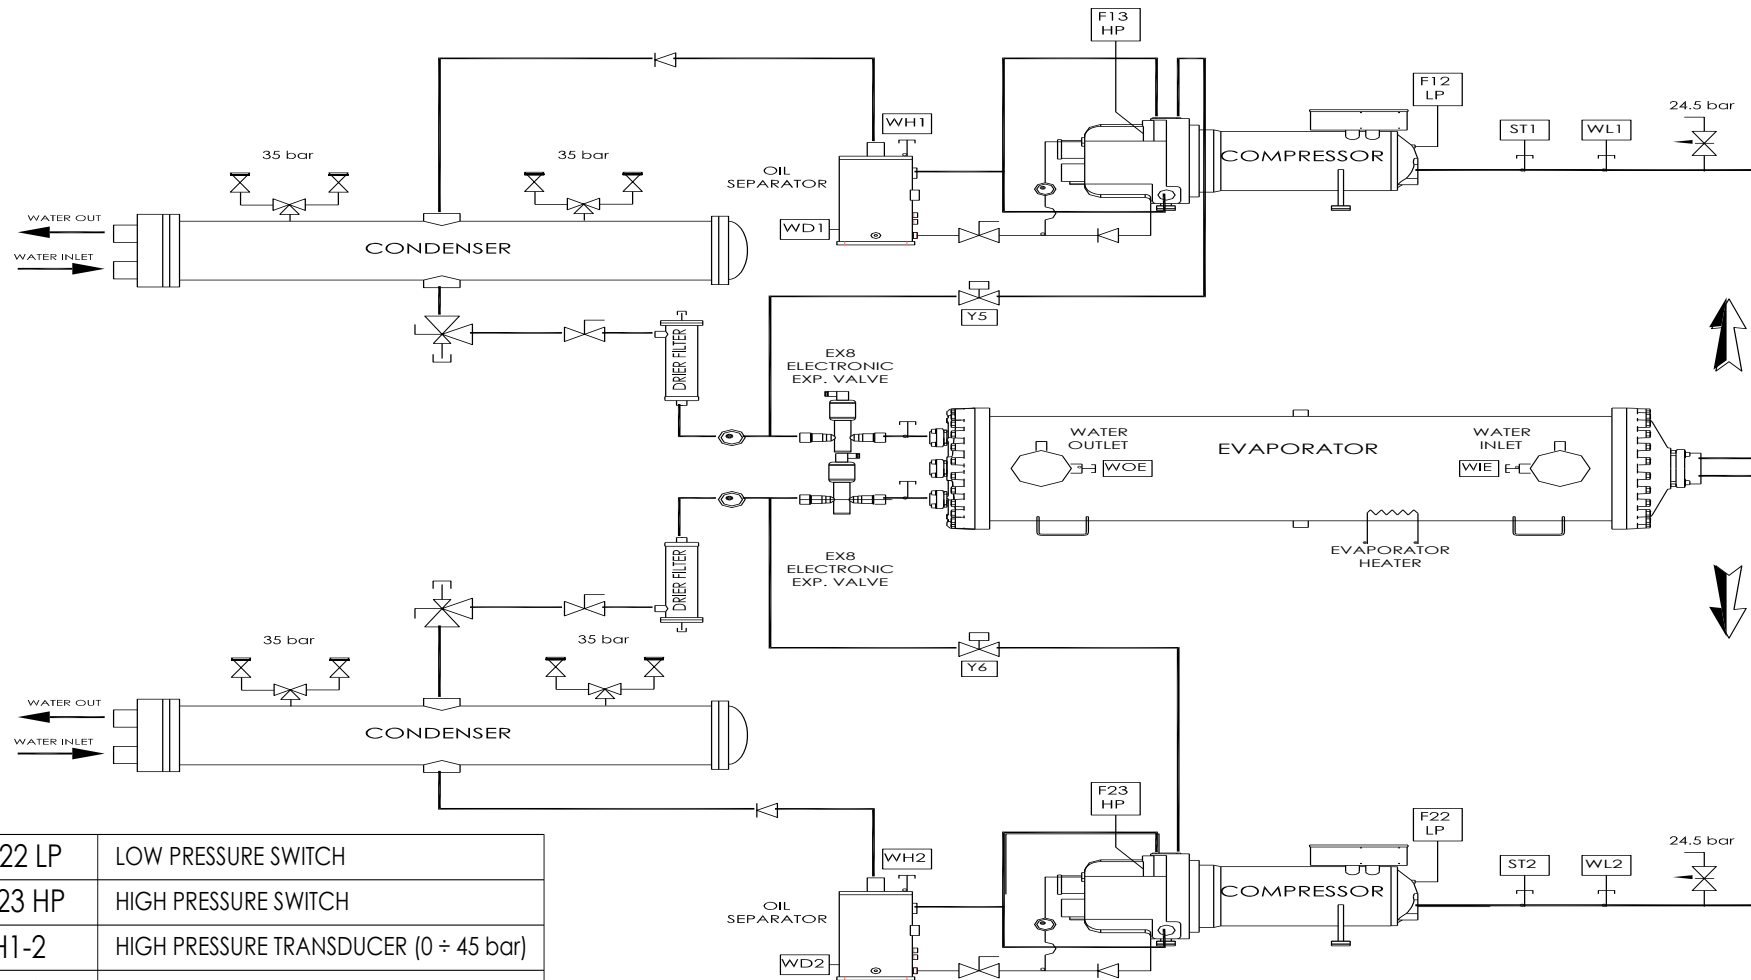 F13
HP
F12
LP
24.5 bar
ST1
WL1
WH1
35 bar
35 bar
OIL
SEPARATOR
COMPRESSOR
WATER OUT
WD1
CONDENSER
WATER INLET
Y5
DRIER FILTER
EX8
ELECTRONIC
EXP. VALVE
WATER
OUTLET
EVAPORATOR
WATER
INLET
WOE
WIE
EVAPORATOR
HEATER
EX8
ELECTRONIC
EXP. VALVE
DRIER FILTER
35 bar
35 bar
Y6
WATER OUT
CONDENSER
WATER INLET
F23
HP
F22
LP
24.5 bar
WH2
ST2
WL2
COMPRESSOR
OIL
SEPARATOR
WD2
22 LP LOW PRESSURE SWITCH
23 HP HIGH PRESSURE SWITCH
H1-2 HIGH PRESSURE TRANSDUCER (0 ÷ 45 bar)